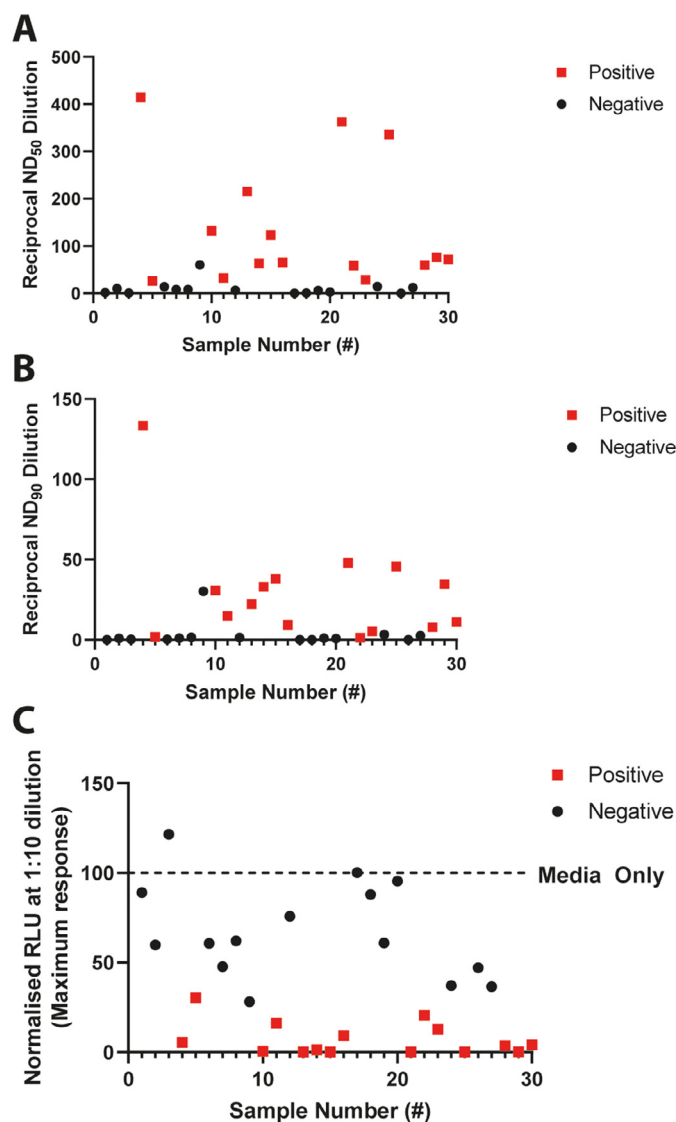 A
Reciprocal ND50 Dilution
500
400
300
200
100
0
0
10
20
30
Sample Number (#)
Positive
Negative
B
Reciprocal ND90 Dilution
150
100
50
0
0
10
20
30
Sample Number (#)
Positive
Negative
C
Normalised RLU at 1:10 dilution
(Maximum response)
150
100
50
0
0
10
20
30
Sample Number (#)
Positive
Negative
Media Only